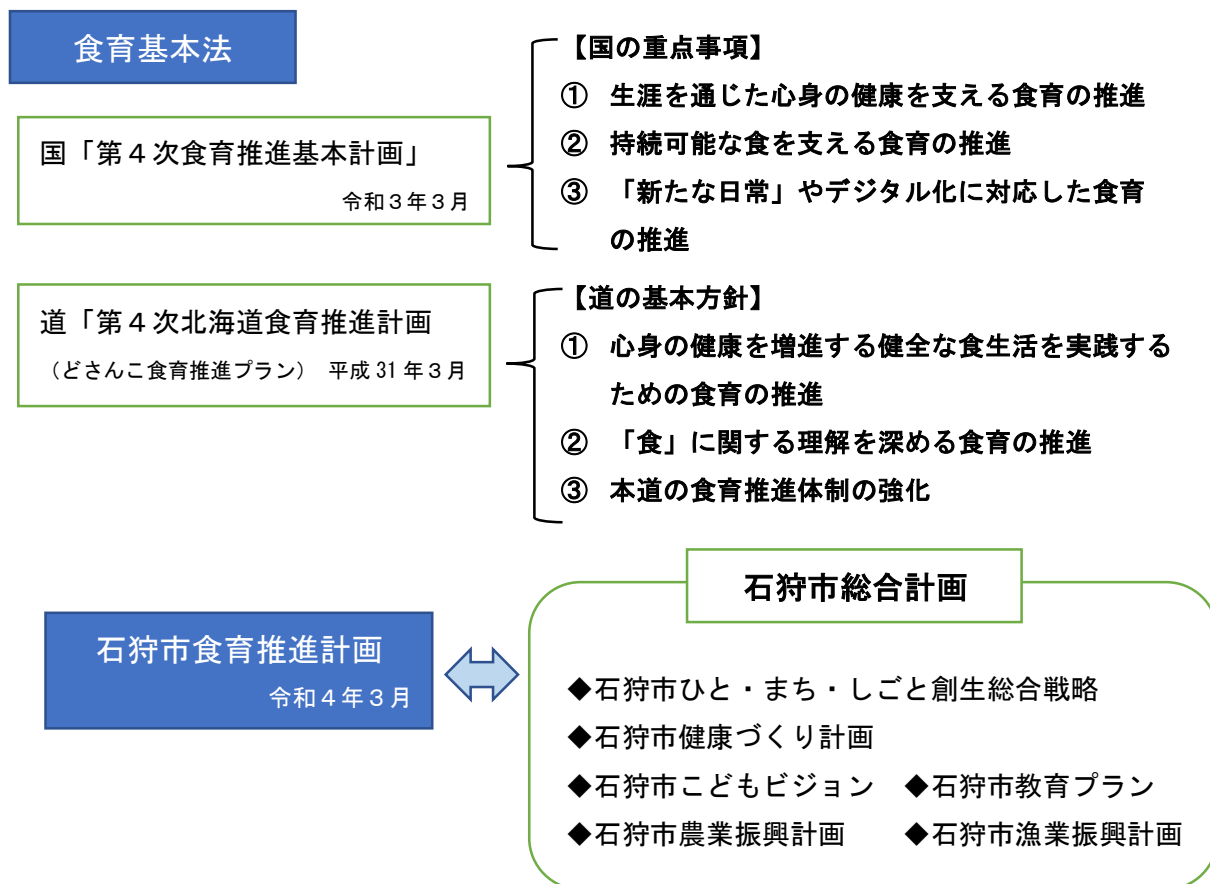 食育基本法
国「第４次食育推進基本計画」
令和３年３月
【国の重点事項】
① 生涯を通じた心身の健康を支える食育の推進
② 持続可能な食を支える食育の推進
③ 「新たな日常」やデジタル化に対応した食育
の推進
道「第４次北海道食育推進計画
（どさんこ食育推進プラン） 平成 31 年３月
【道の基本方針】
① 心身の健康を増進する健全な食生活を実践する
ための食育の推進
② 「食」に関する理解を深める食育の推進
③ 本道の食育推進体制の強化
石狩市食育推進計画
令和４年３月
石狩市総合計画
◆石狩市ひと・まち・しごと創生総合戦略
◆石狩市健康づくり計画
◆石狩市こどもビジョン ◆石狩市教育プラン
◆石狩市農業振興計画 ◆石狩市漁業振興計画